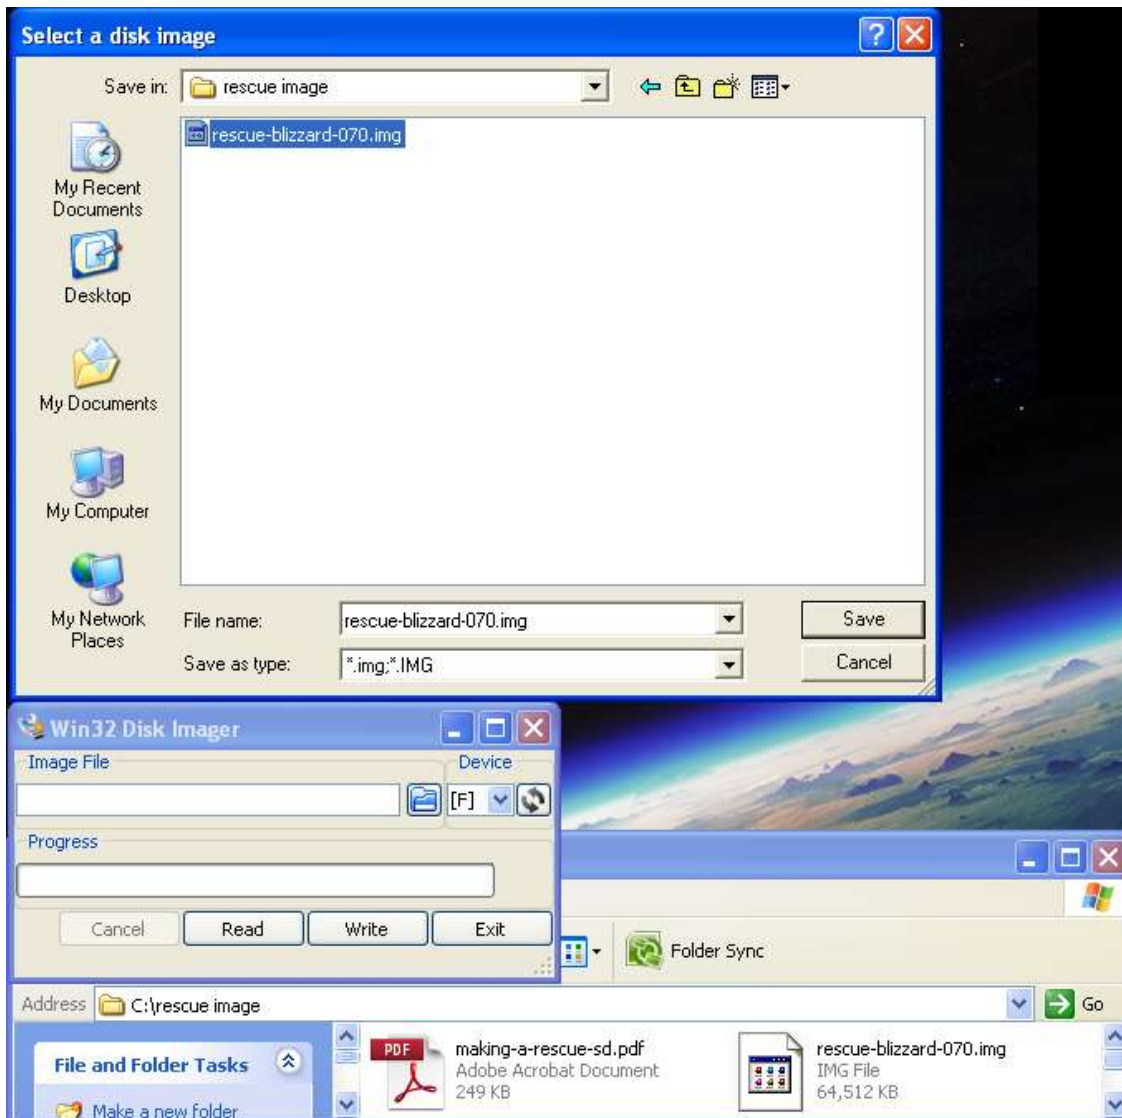 Select a disk image
Save in: rescue image
rescue-blizzard-070.img
My Recent
Documents
Desktop
My Documents
My Computer
My Network
Places
File name: rescue-blizzard-070.img Save
Save as type: *.img;*.IMG Cancel
Win32 Disk Imager
Image File Device
[F]
Progress
Cancel Read Write Exit
Folder Sync
Address C:\rescue image Go
File and Folder Tasks
Make a new folder
PDF
making-a-rescue-sd.pdf
Adobe Acrobat Document
249 KB
rescue-blizzard-070.img
IMG File
64,512 KB